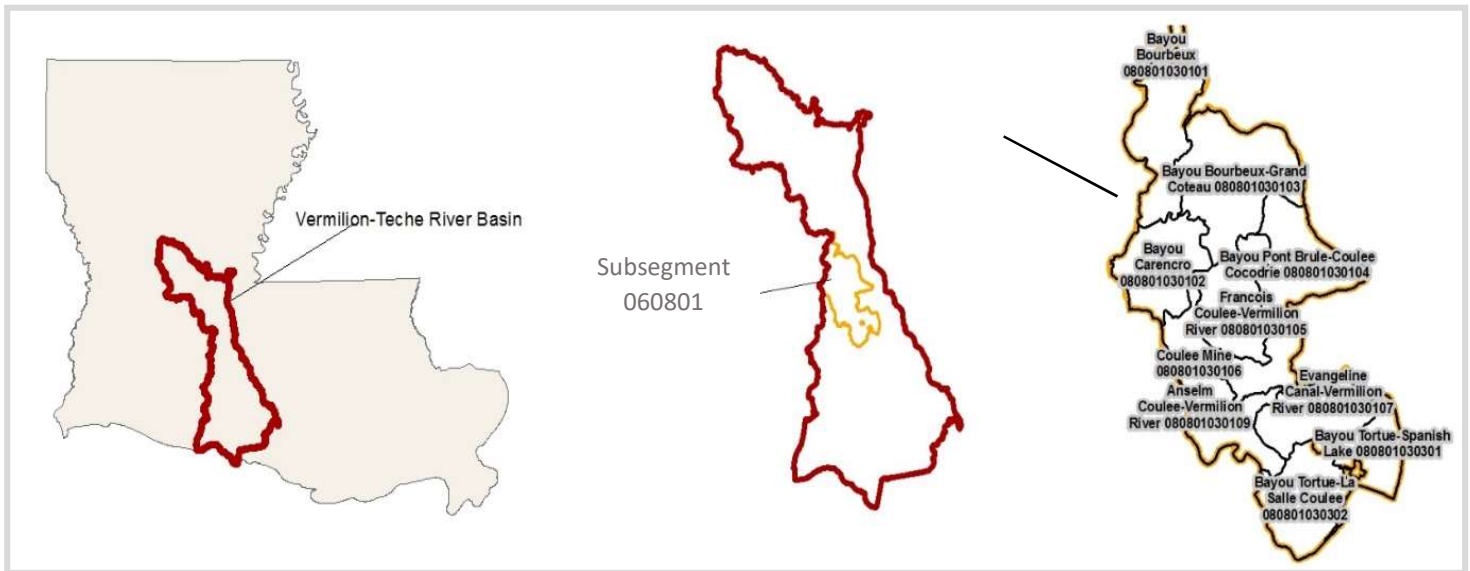 Vermilion-Teche River Basin
Subsegment
060801
Bayou
Bourbeux
080801030101
Bayou Bourbeux-Grand
Coteau 080801030103
Bayou
Carencro
080801030102
Bayou Pont Brule-Coulee
Cocodrie 080801030104
Francois
Coulee-Vermilion
River 080801030105
Coulee Mine
080801030106
Anselm
Coulee-Vermilion
River 080801030109
Evangeline
Canal-Vermilion
River 080801030107
Bayou Tortue-Spanish
Lake 080801030301
Bayou Tortue-La
Salle Coulee
080801030302